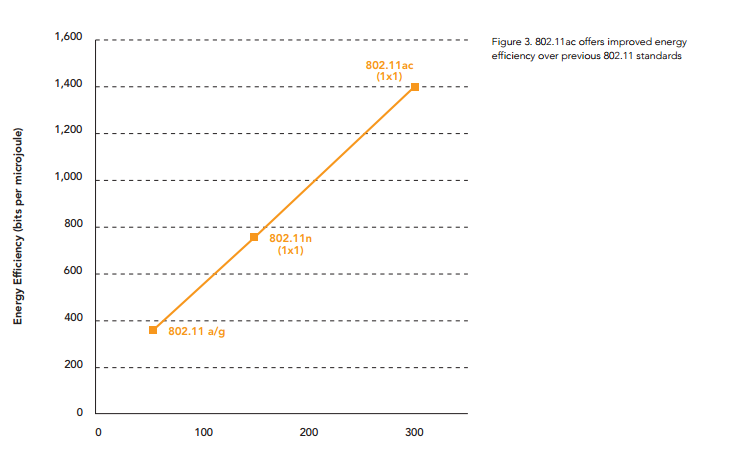 1,600
1,400
1,200
1,000
800
600
400
200
0
Energy Efficiency (bits per microjoule)
802.11ac
(1x1)
802.11n
(1x1)
802.11 a/g
0
100
200
300
Figure 3. 802.11ac offers improved energy
efficiency over previous 802.11 standards